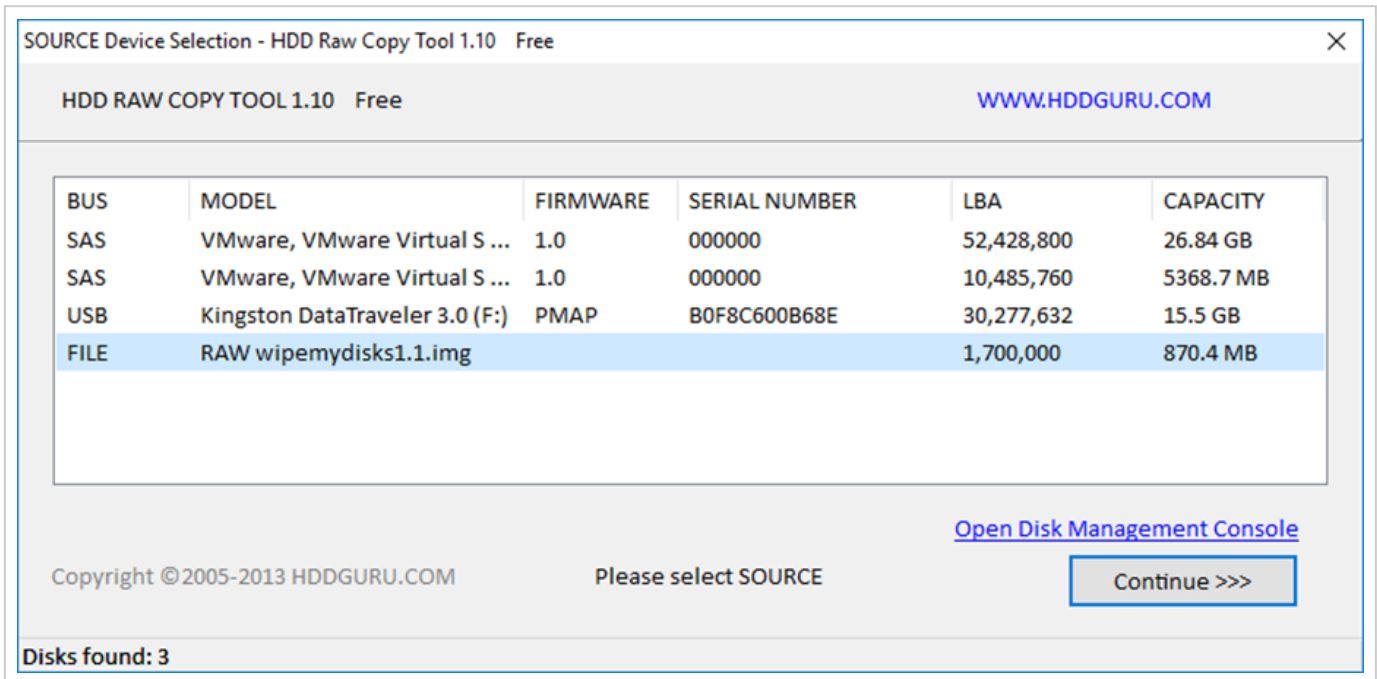 SOURCE Device Selection - HDD Raw Copy Tool 1.10 Free
HDD RAW COPY TOOL 1.10 Free WWW.HDDGURU.COM
BUS MODEL FIRMWARE SERIAL NUMBER LBA CAPACITY
SAS VMware, VMware Virtual S ... 1.0 000000 52,428,800 26.84 GB
SAS VMware, VMware Virtual S ... 1.0 000000 10,485,760 5368.7 MB
USB Kingston DataTraveler 3.0 (F:) PMAP B0F8C600B68E 30,277,632 15.5 GB
FILE RAW wipemydisks1.1.img 1,700,000 870.4 MB
Open Disk Management Console
Copyright ©2005-2013 HDDGURU.COM Please select SOURCE Continue >>>
Disks found: 3